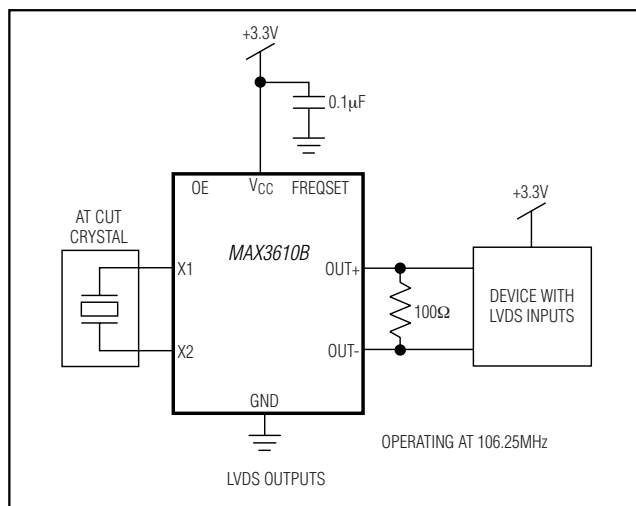 +3.3V
0.1µF
OE
VCC
FREQSET
+3.3V
AT CUT
CRYSTAL
X1
MAX3610B
OUT+
100Ω
DEVICE WITH
LVDS INPUTS
X2
OUT-
GND
OPERATING AT 106.25MHz
LVDS OUTPUTS